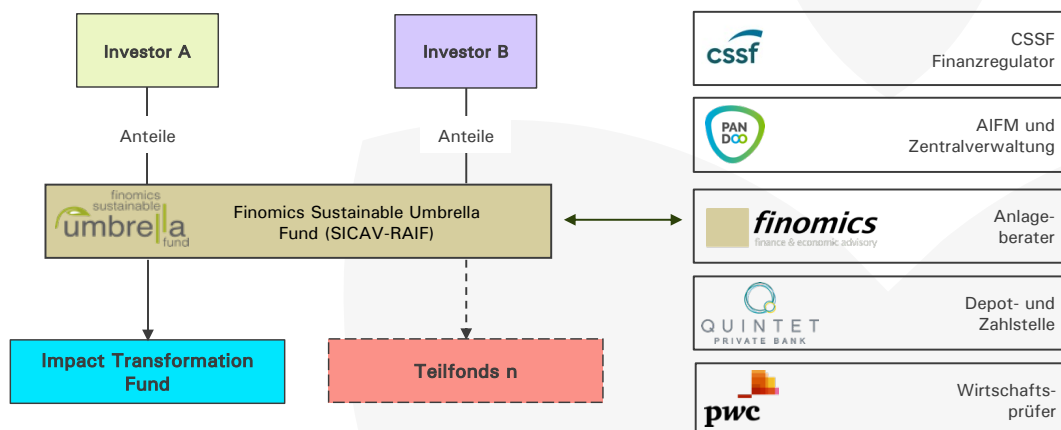 Investor A
Investor B
Anteile
Anteile
finomics
sustainable
umbrella
fund
Finomics Sustainable Umbrella
Fund (SICAV-RAIF)
Impact Transformation
Fund
Teilfonds n
cssf
CSSF
Finanzregulator
PAN
DOO
AIFM und
Zentralverwaltung
finomics
finance & economic advisory
Anlage-
berater
QUINTET
PRIVATE BANK
Depot- und
Zahlstelle
pwc
Wirtschafts-
prüfer